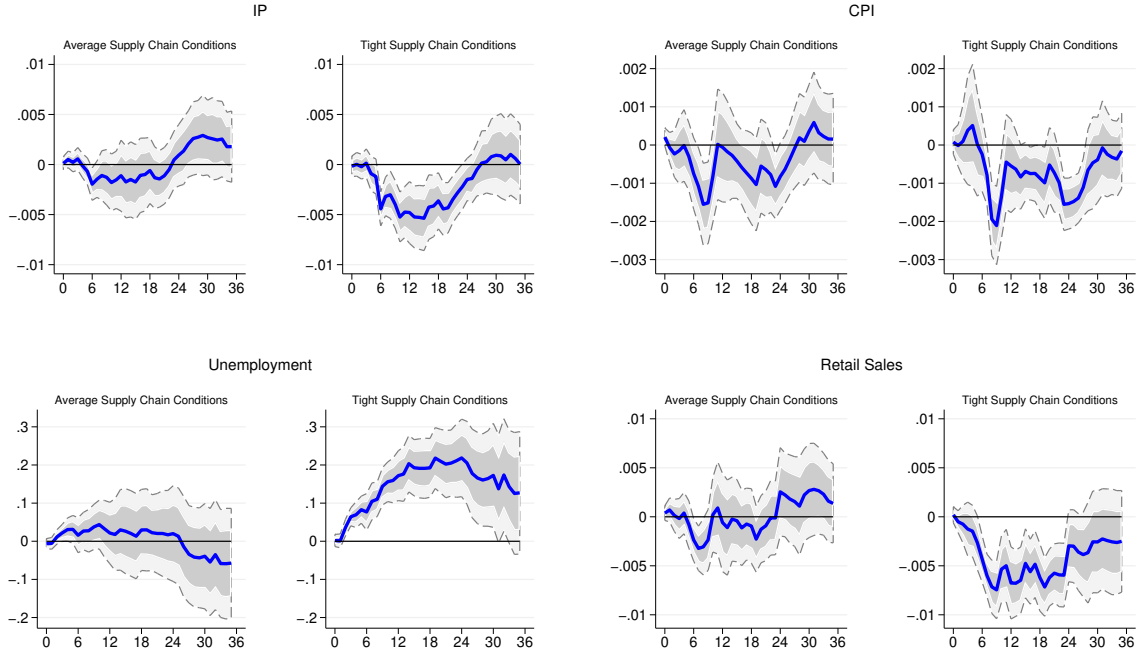 IP
CPI
Average Supply Chain Conditions
Tight Supply Chain Conditions
Average Supply Chain Conditions
Tight Supply Chain Conditions
.01
.005
0
−.005
−.01
0 6 12 18 24 30 36
.01
.005
0
−.005
−.01
0 6 12 18 24 30 36
.002
.001
0
−.001
−.002
−.003
0 6 12 18 24 30 36
.002
.001
0
−.001
−.002
−.003
0 6 12 18 24 30 36
Unemployment
Retail Sales
Average Supply Chain Conditions
Tight Supply Chain Conditions
Average Supply Chain Conditions
Tight Supply Chain Conditions
.3
.2
.1
0
−.1
−.2
0 6 12 18 24 30 36
.3
.2
.1
0
−.1
−.2
0 6 12 18 24 30 36
.01
.005
0
−.005
−.01
0 6 12 18 24 30 36
.01
.005
0
−.005
−.01
0 6 12 18 24 30 36